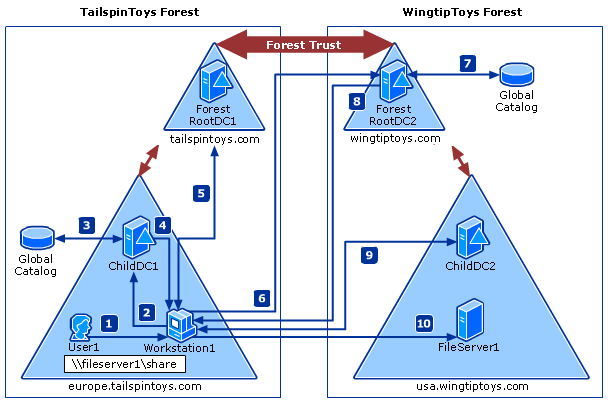 TailspinToys Forest
WingtipToys Forest
Forest Trust
7
8
Forest
RootDC1
tailspintoys.com
Forest
RootDC2
wingtiptoys.com
Global
Catalog
5
3
4
Global
Catalog
ChildDC1
9
ChildDC2
6
1
2
10
User1
Workstation1
FileServer1
\\fileserver1\share
europe.tailspintoys.com
usa.wingtiptoys.com